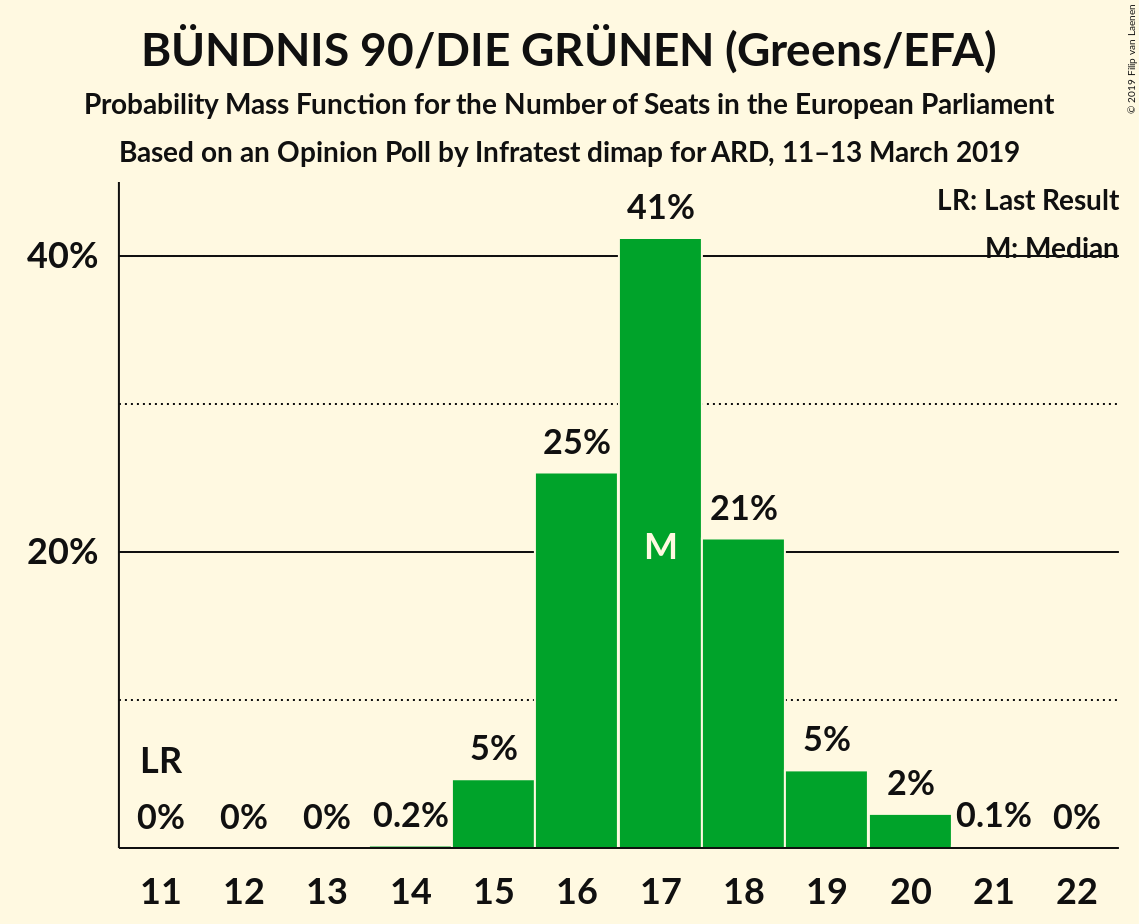 BÜNDNIS 90/DIE GRÜNEN (Greens/EFA)
Probability Mass Function for the Number of Seats in the European Parliament
Based on an Opinion Poll by Infratest dimap for ARD, 11–13 March 2019
© 2019 Filip van Laenen
LR: Last Result
M: Median
40%
20%
41%
25%
21%
M
LR
0%
0%
0%
0.2%
5%
5%
2%
0.1%
0%
11 12 13 14 15 16 17 18 19 20 21 22